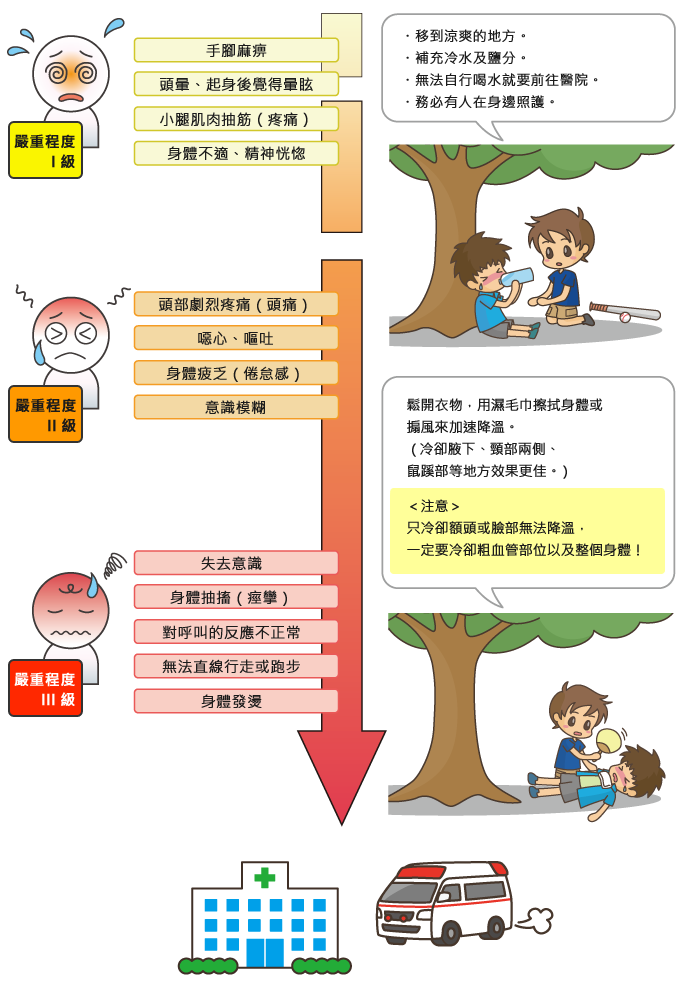 嚴重程度
I 級
手腳麻痹
頭暈、起身後覺得暈眩
小腿肌肉抽筋（疼痛）
身體不適、精神恍惚
・移到涼爽的地方。
・補充冷水及鹽分。
・無法自行喝水就要前往醫院。
・務必有人在身邊照護。
嚴重程度
II 級
頭部劇烈疼痛（頭痛）
噁心、嘔吐
身體疲乏（倦怠感）
意識模糊
鬆開衣物，用濕毛巾擦拭身體或
搧風來加速降溫。
（冷卻腋下、頸部兩側、
鼠蹊部等地方效果更佳。）
＜注意＞
只冷卻額頭或臉部無法降溫，
一定要冷卻粗血管部位以及整個身體！
嚴重程度
III 級
失去意識
身體抽搐（痙攣）
對呼叫的反應不正常
無法直線行走或跑步
身體發燙